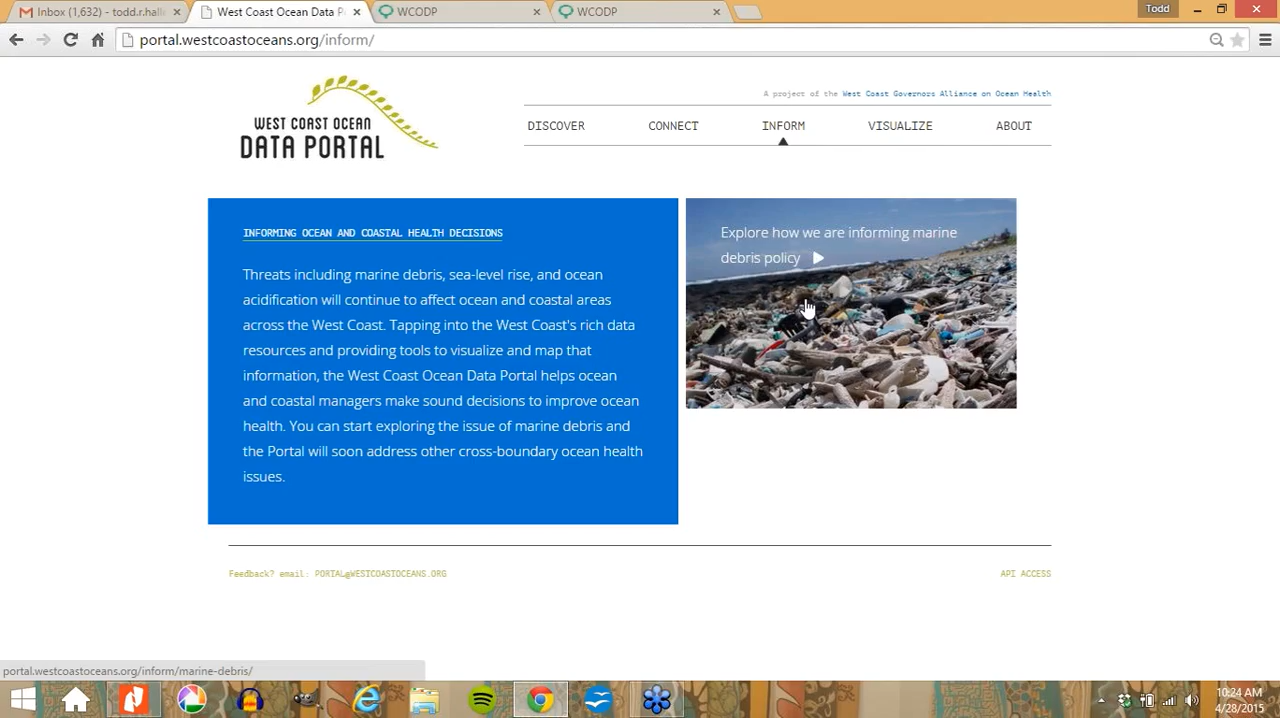 Inbox (1,632) - todd.r.hall
West Coast Ocean Data P
WCODP
WCODP
Todd
portal.westcoastoceans.org/inform/
WEST COAST OCEAN
DATA PORTAL
A project of the West Coast Governors Alliance on Ocean Health
DISCOVER CONNECT INFORM VISUALIZE ABOUT
INFORMING OCEAN AND COASTAL HEALTH DECISIONS
Threats including marine debris, sea-level rise, and ocean
acidification will continue to affect ocean and coastal areas
across the West Coast. Tapping into the West Coast's rich data
resources and providing tools to visualize and map that
information, the West Coast Ocean Data Portal helps ocean
and coastal managers make sound decisions to improve ocean
health. You can start exploring the issue of marine debris and
the Portal will soon address other cross-boundary ocean health
issues.
Explore how we are informing marine
debris policy
Feedback? email: PORTAL@WESTCOASTOCEANS.ORG
API ACCESS
portal.westcoastoceans.org/inform/marine-debris/
10:24 AM
4/28/2015